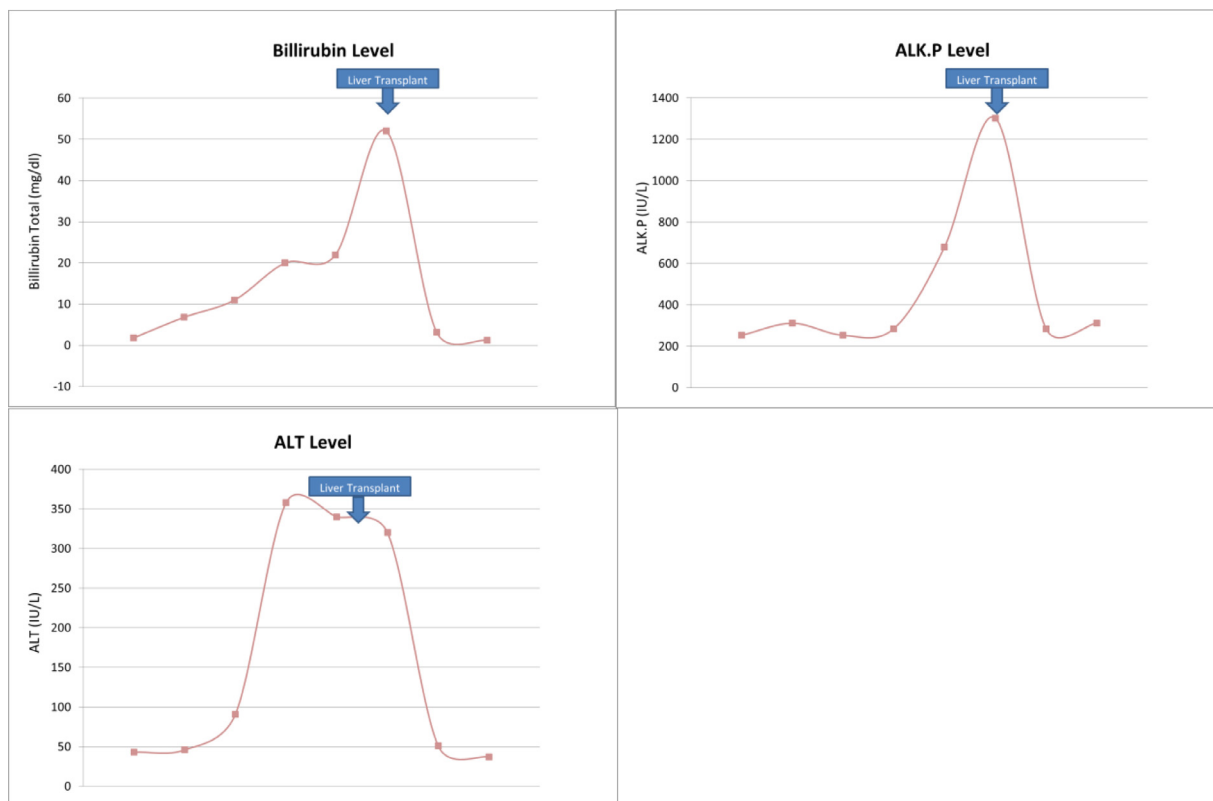 Billirubin Level
Liver Transplant
Billirubin Total (mg/dl)
60
50
40
30
20
10
0
-10
ALK.P Level
Liver Transplant
ALK.P (IU/L)
1400
1200
1000
800
600
400
200
0
ALT Level
Liver Transplant
ALT (IU/L)
400
350
300
250
200
150
100
50
0